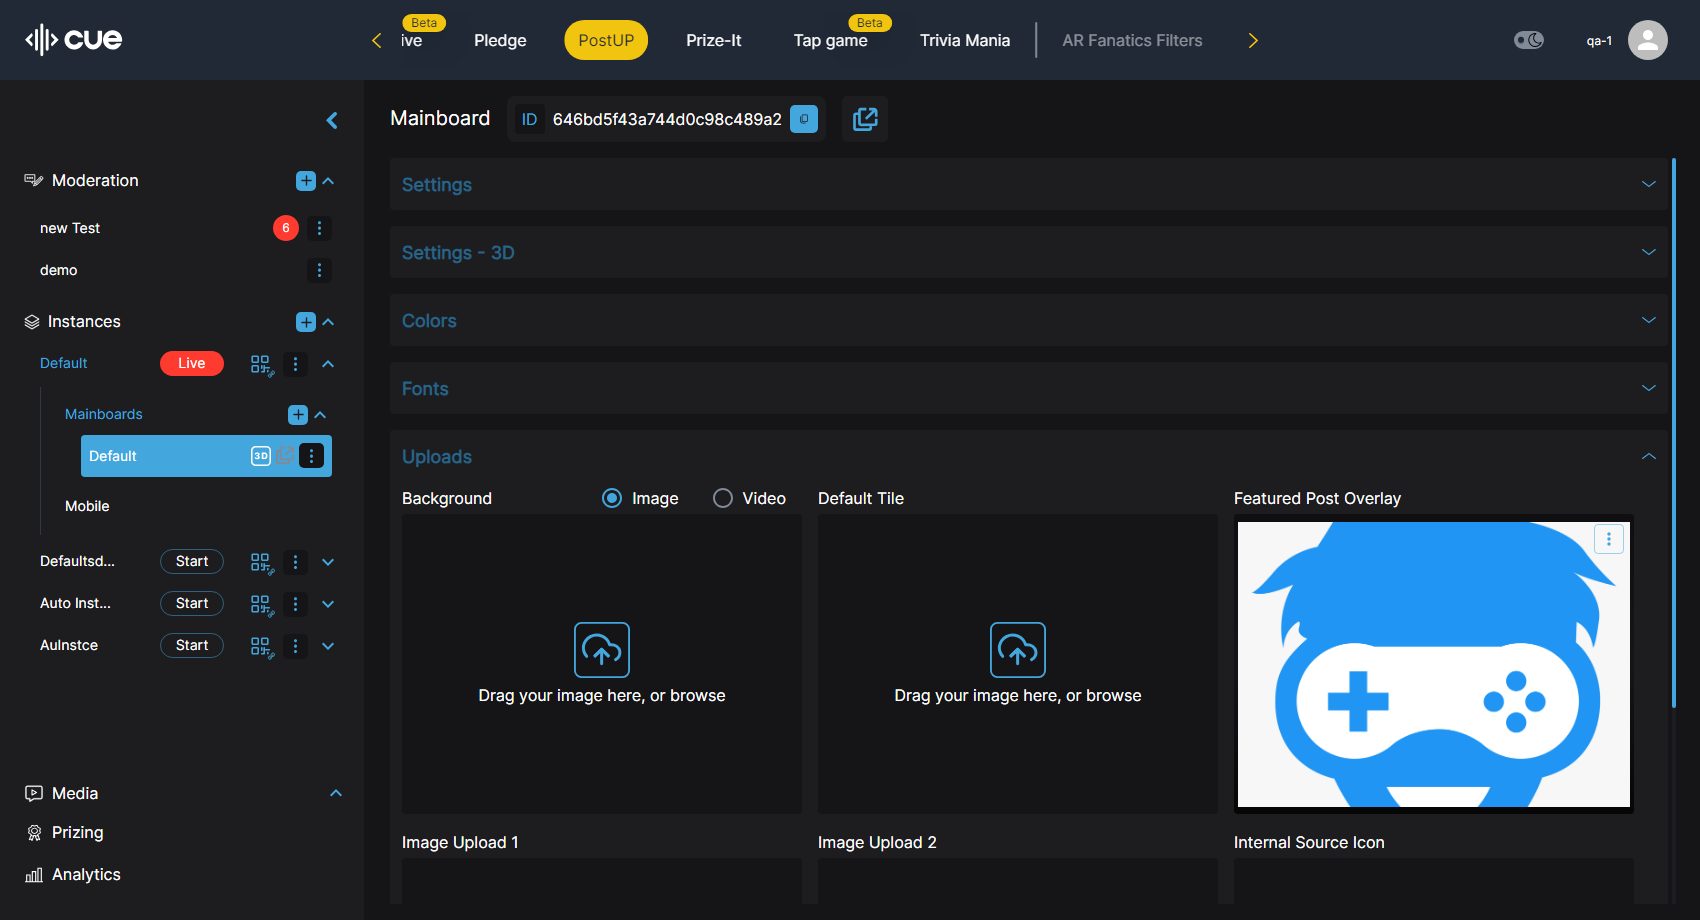 cue
Beta
ive
Pledge
PostUP
Prize-It
Beta
Tap game
Trivia Mania
AR Fanatics Filters
qa-1
Mainboard
ID 646bd5f43a744d0c98c489a2
Moderation
new Test
6
demo
Instances
Default
Live
Mainboards
Default
3D
Mobile
Defaultsd...
Start
Auto Inst...
Start
AuInstce
Start
Media
Prizing
Analytics
Settings
Settings - 3D
Colors
Fonts
Uploads
Background
Image
Video
Default Tile
Featured Post Overlay
Drag your image here, or browse
Drag your image here, or browse
Image Upload 1
Image Upload 2
Internal Source Icon